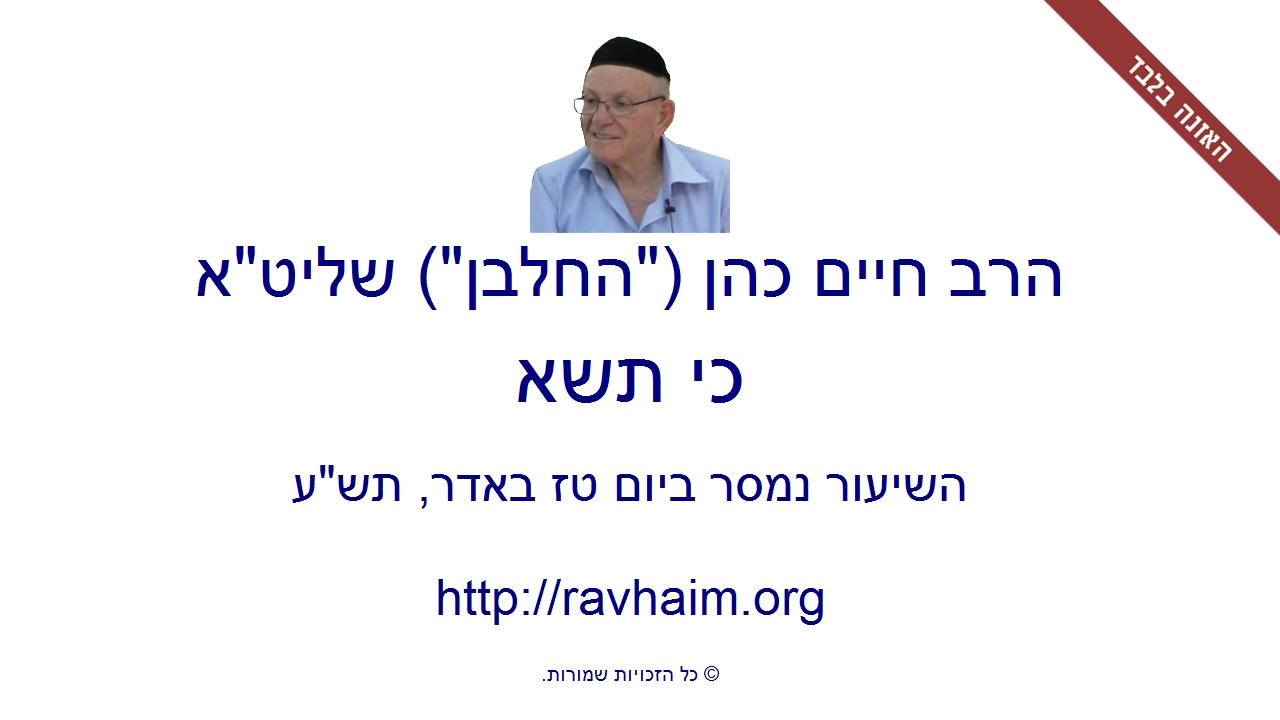 האזנה בלבד
הרב חיים כהן ("החלבן") שליט"א
כי תשא
השיעור נמסר ביום טז באדר, תש"ע
http://ravhaim.org
© כל הזכויות שמורות.